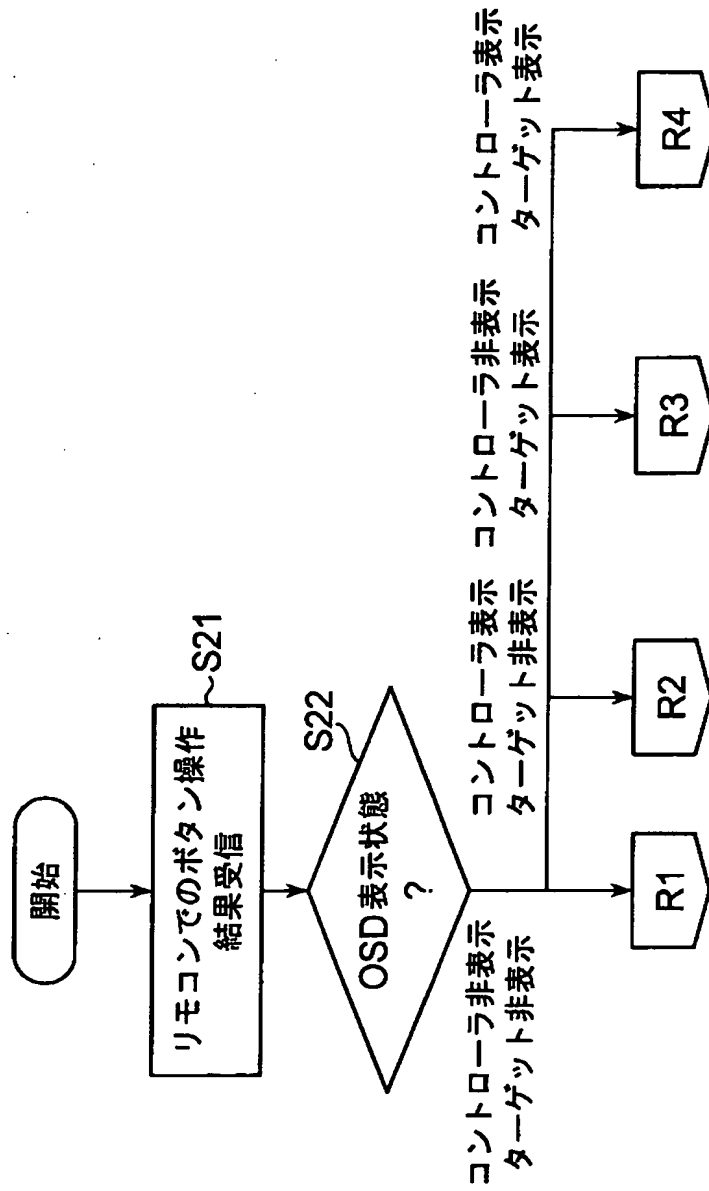 開始
リモコンでのボタン操作
結果受信
S21
OSD表示状態
?
S22
コントローラ非表示
ターゲット非表示
コントローラ表示
ターゲット非表示
コントローラ非表示
ターゲット表示
コントローラ表示
ターゲット表示
R1
R2
R3
R4